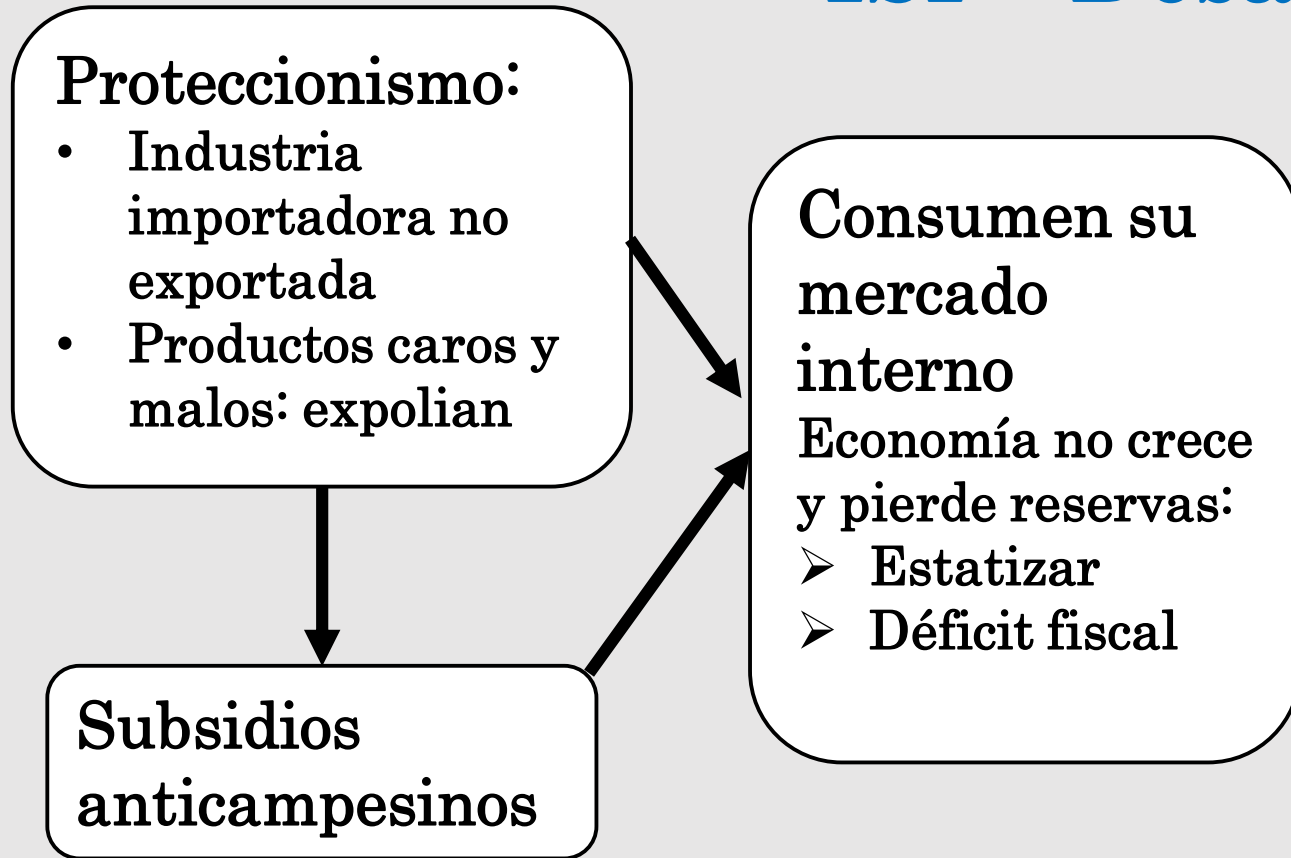 Proteccionismo:
• Industria
importadora no
exportada
• Productos caros y
malos: expolian
Consumen su
mercado
interno
Economía no crece
y pierde reservas:
➢ Estatizar
➢ Déficit fiscal
Subsidios
anticampesinos